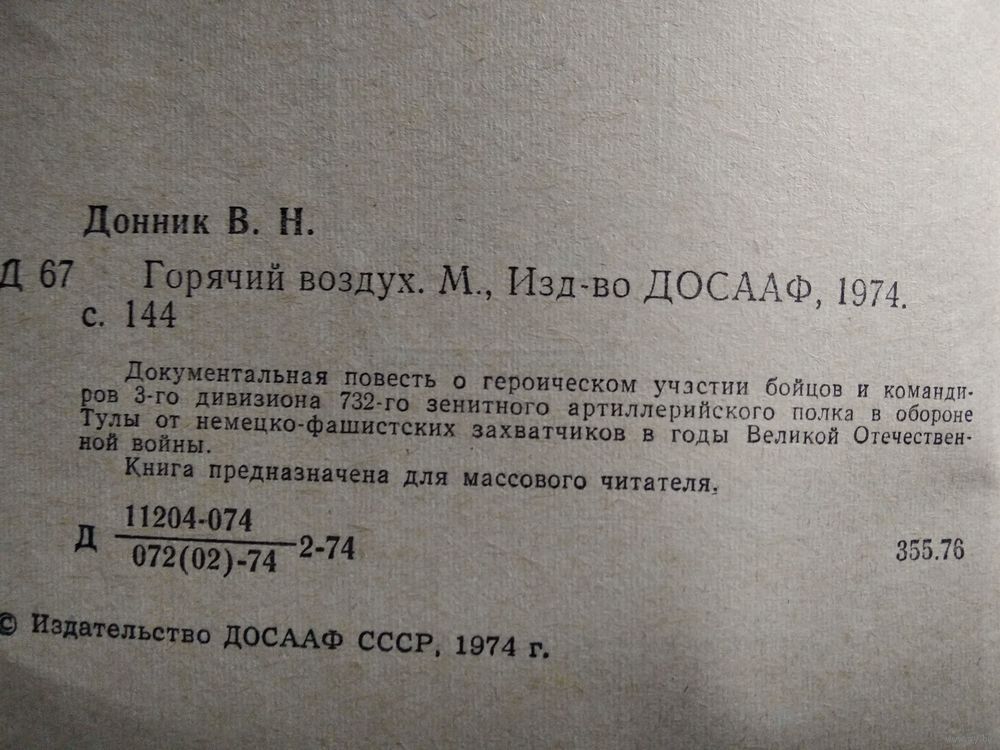 Донник В. Н.
Д 67 Горячий воздух. М., Изд-во ДОСААФ, 1974.
с. 144
Документальная повесть о героическом участии бойцов и команди-
ров 3-го дивизиона 732-го зенитного артиллерийского полка в обороне
Тулы от немецко-фашистских захватчиков в годы Великой Отечествен-
ной войны.
Книга предназначена для массового читателя.
11204-074
Д 2-74
072(02)-74
355.76
© Издательство ДОСААФ СССР, 1974 г.